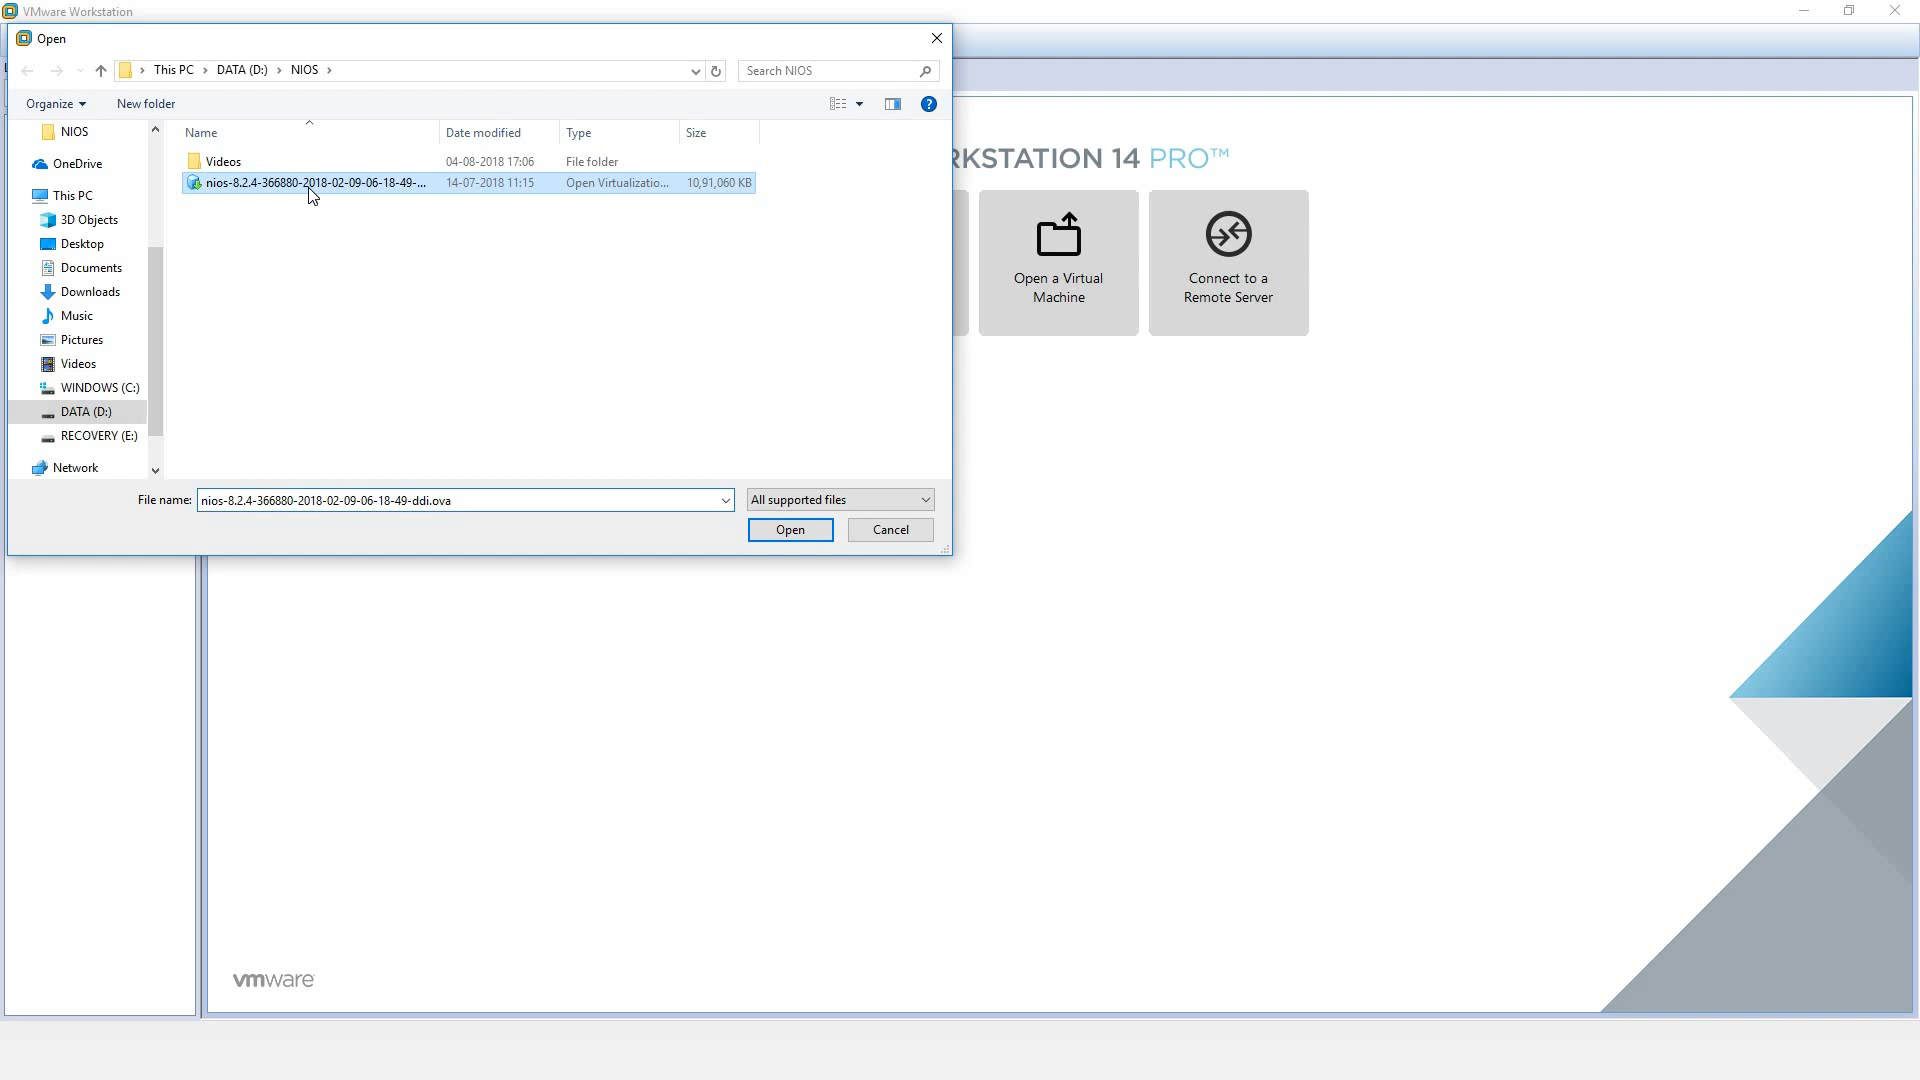 VMware Workstation
Open
This PC
DATA (D:)
NIOS
Search NIOS
Organize
New folder
Name
Date modified
Type
Size
Videos
04-08-2018 17:06
File folder
nios-8.2.4-366880-2018-02-09-06-18-49-...
14-07-2018 11:15
Open Virtualizatio...
10,91,060 KB
NIOS
OneDrive
This PC
3D Objects
Desktop
Documents
Downloads
Music
Pictures
Videos
WINDOWS (C:)
DATA (D:)
RECOVERY (E:)
Network
File name:
nios-8.2.4-366880-2018-02-09-06-18-49-ddi.ova
All supported files
Open
Cancel
RKSTATION 14 PRO™
Open a Virtual
Machine
Connect to a
Remote Server
vmware